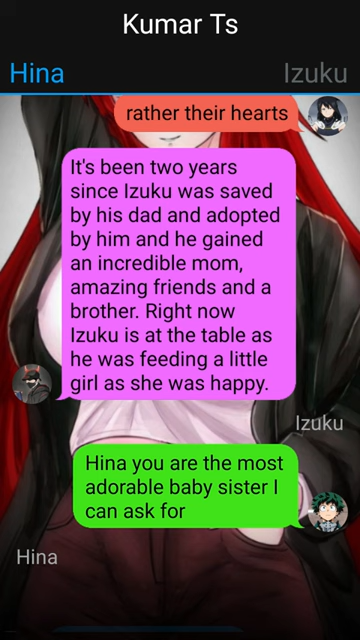 Kumar Ts
Hina
Izuku
rather their hearts
It's been two years
since Izuku was saved
by his dad and adopted
by him and he gained
an incredible mom,
amazing friends and a
brother. Right now
Izuku is at the table as
he was feeding a little
girl as she was happy.
Izuku
Hina you are the most
adorable baby sister I
can ask for
Hina